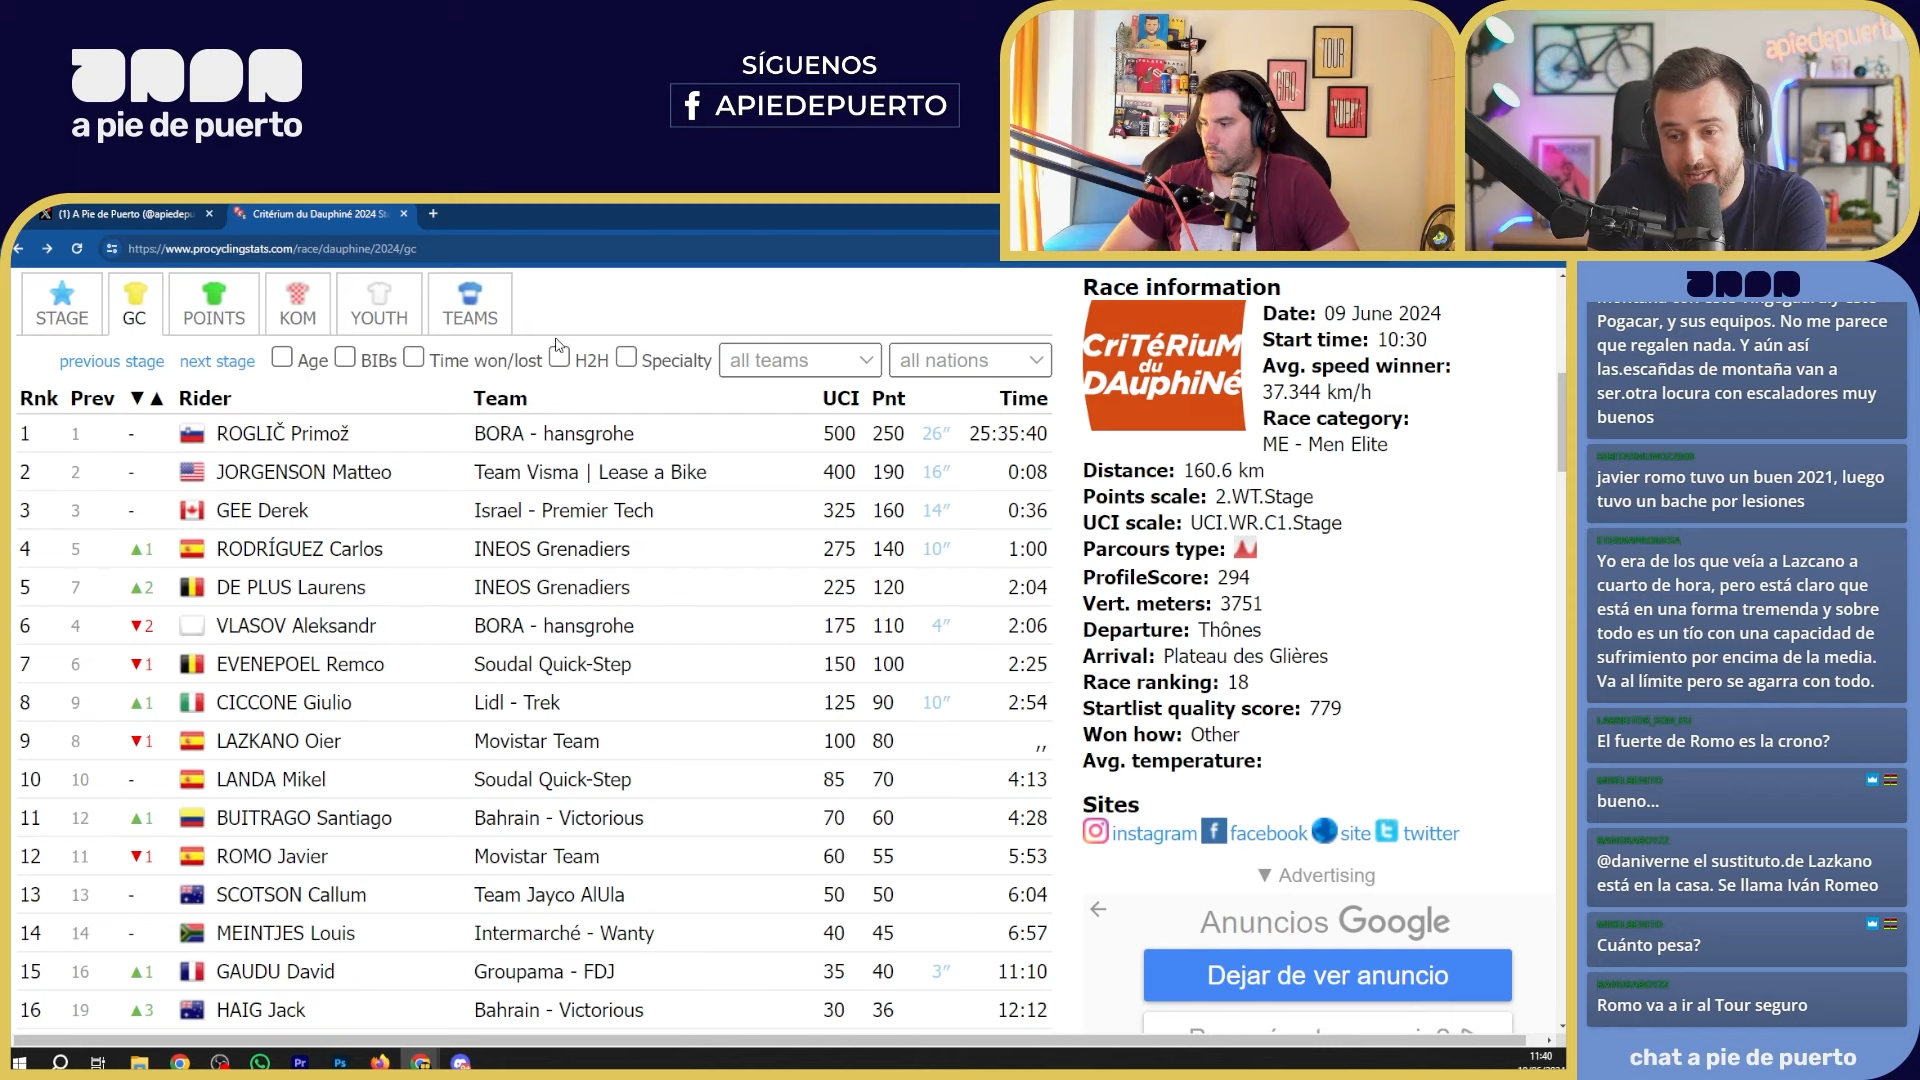 a pie de puerto
SÍGUENOS
f APIEDEPUERTO
TOUR
GIRO
apiedepuerto
(1) A Pie de Puerto (@apiedepu
Critérium du Dauphiné 2024 St
https://www.procyclingstats.com/race/dauphine/2024/gc
STAGE GC POINTS KOM YOUTH TEAMS
previous stage next stage Age BIBs Time won/lost H2H Specialty all teams all nations
Rnk Prev ▼▲ Rider Team UCI Pnt Time
1 1 - ROGLIČ Primož BORA - hansgrohe 500 250 26″ 25:35:40
2 2 - JORGENSON Matteo Team Visma | Lease a Bike 400 190 16″ 0:08
3 3 - GEE Derek Israel - Premier Tech 325 160 14″ 0:36
4 5 ▲1 RODRÍGUEZ Carlos INEOS Grenadiers 275 140 10″ 1:00
5 7 ▲2 DE PLUS Laurens INEOS Grenadiers 225 120 2:04
6 4 ▼2 VLASOV Aleksandr BORA - hansgrohe 175 110 4″ 2:06
7 6 ▼1 EVENEPOEL Remco Soudal Quick-Step 150 100 2:25
8 9 ▲1 CICCONE Giulio Lidl - Trek 125 90 10″ 2:54
9 8 ▼1 LAZKANO Oier Movistar Team 100 80 ,,
10 10 - LANDA Mikel Soudal Quick-Step 85 70 4:13
11 12 ▲1 BUITRAGO Santiago Bahrain - Victorious 70 60 4:28
12 11 ▼1 ROMO Javier Movistar Team 60 55 5:53
13 13 - SCOTSON Callum Team Jayco AlUla 50 50 6:04
14 14 - MEINTJES Louis Intermarché - Wanty 40 45 6:57
15 16 ▲1 GAUDU David Groupama - FDJ 35 40 3″ 11:10
16 19 ▲3 HAIG Jack Bahrain - Victorious 30 36 12:12
Race information
CRiTéRiuM
du
DAuphiNé
Date: 09 June 2024
Start time: 10:30
Avg. speed winner:
37.344 km/h
Race category:
ME - Men Elite
Distance: 160.6 km
Points scale: 2.WT.Stage
UCI scale: UCI.WR.C1.Stage
Parcours type:
ProfileScore: 294
Vert. meters: 3751
Departure: Thônes
Arrival: Plateau des Glières
Race ranking: 18
Startlist quality score: 779
Won how: Other
Avg. temperature:
Sites
instagram facebook site twitter
▼ Advertising
Anuncios Google
Dejar de ver anuncio
Pr
Ps
11:40
Pogacar, y sus equipos. No me parece
que regalen nada. Y aún así
las.escañdas de montaña van a
ser.otra locura con escaladores muy
buenos
javier romo tuvo un buen 2021, luego
tuvo un bache por lesiones
Yo era de los que veía a Lazcano a
cuarto de hora, pero está claro que
está en una forma tremenda y sobre
todo es un tío con una capacidad de
sufrimiento por encima de la media.
Va al límite pero se agarra con todo.
El fuerte de Romo es la crono?
bueno...
@daniverne el sustituto.de Lazkano
está en la casa. Se llama Iván Romeo
Cuánto pesa?
Romo va a ir al Tour seguro
chat a pie de puerto